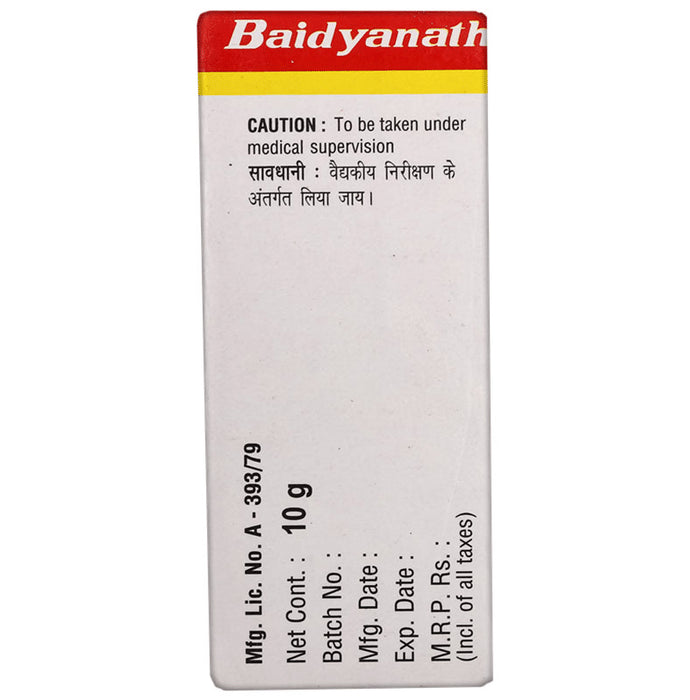 Baidyanath
CAUTION : To be taken under
medical supervision
सावधानी : वैद्यकीय निरीक्षण के
अंतर्गत लिया जाय।
Mfg. Lic. No. A - 393/79
Net Cont. : 10 g
Batch No. :
Mfg. Date :
Exp. Date :
M.R.P. Rs. :
(Incl. of all taxes)